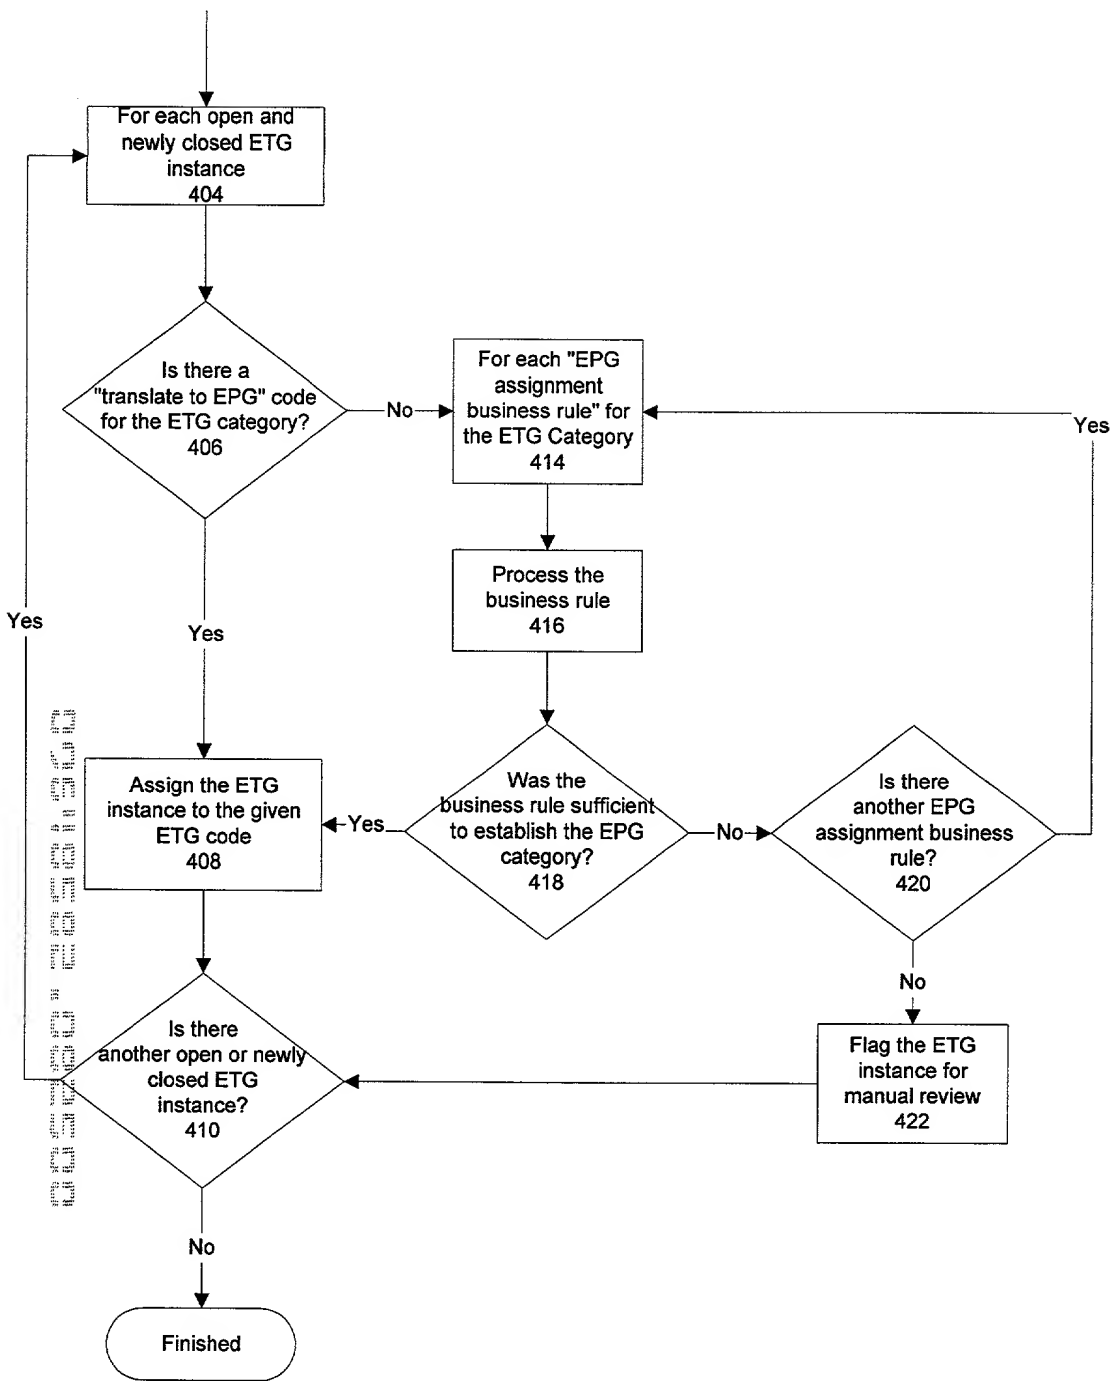 For each open and
newly closed ETG
instance
404
Is there a
"translate to EPG" code
for the ETG category?
406
No
For each "EPG
assignment
business rule" for
the ETG Category
414
Yes
Process the
business rule
416
Yes
Yes
Assign the ETG
instance to the given
ETG code
408
Yes
Was the
business rule sufficient
to establish the EPG
category?
418
No
Is there
another EPG
assignment business
rule?
420
No
Is there
another open or newly
closed ETG
instance?
410
Flag the ETG
instance for
manual review
422
No
Finished